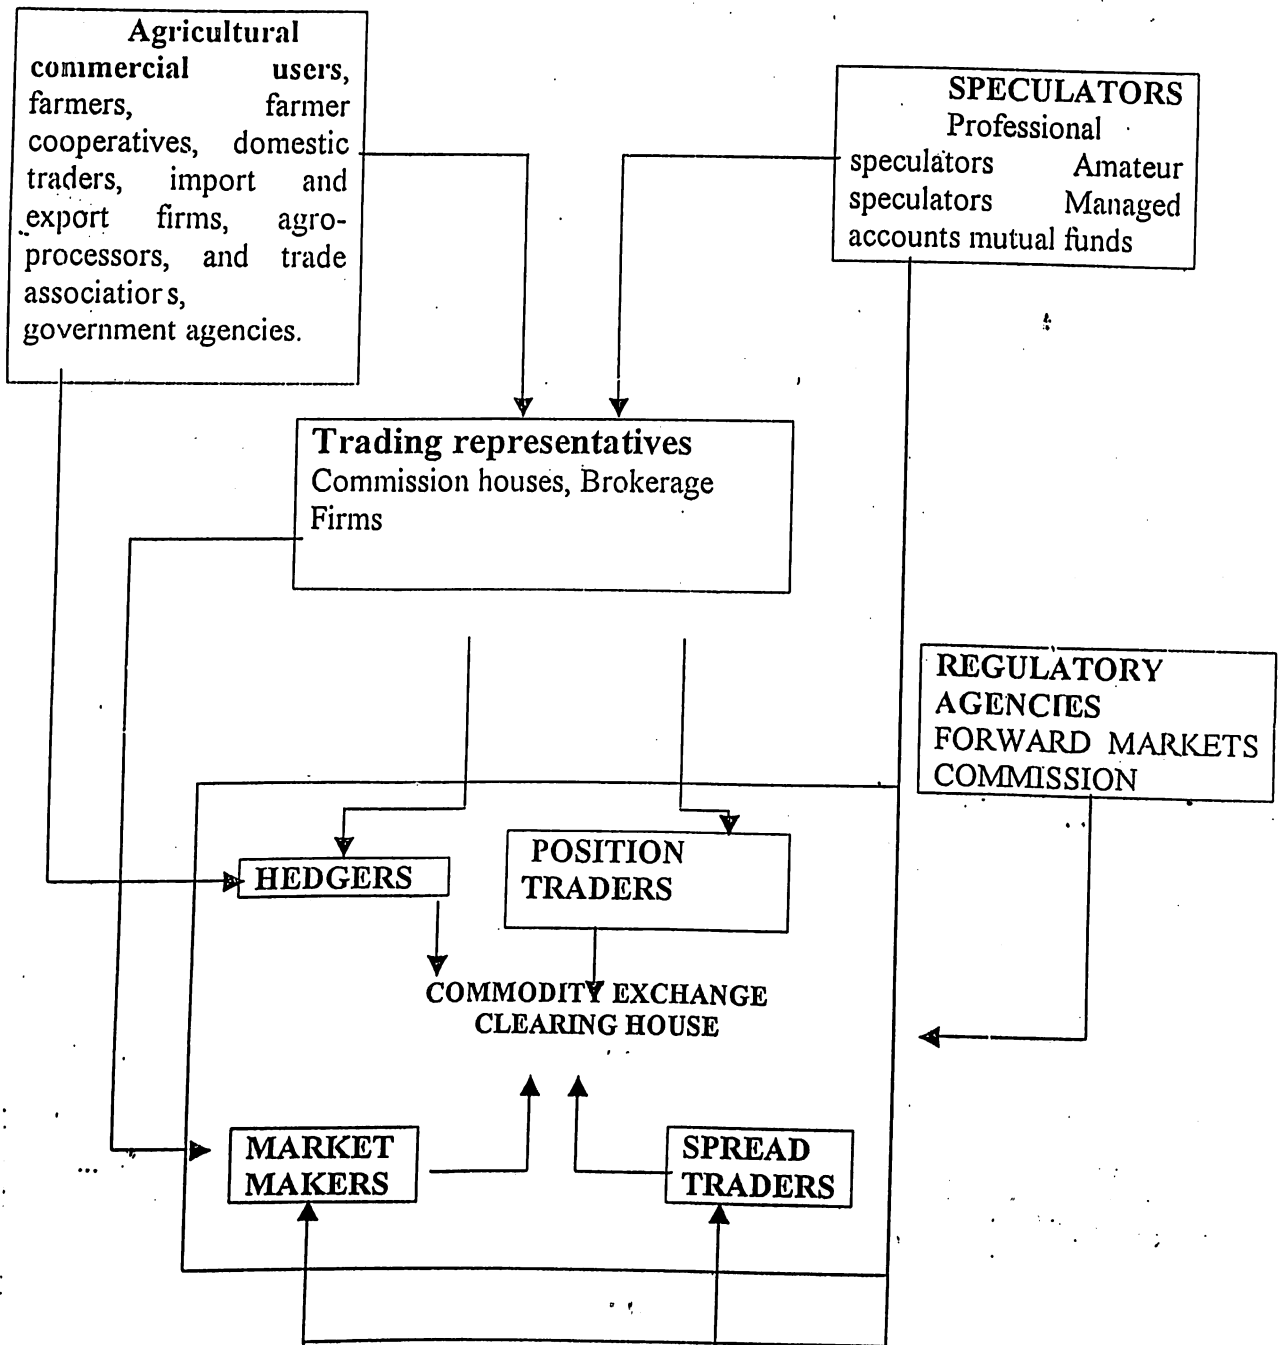 Agricultural
commercial users,
farmers, farmer
cooperatives, domestic
traders, import and
export firms, agro-
processors, and trade
associatior s,
government agencies.
SPECULATORS
Professional
speculators Amateur
speculators Managed
accounts mutual funds
Trading representatives
Commission houses, Brokerage
Firms
REGULATORY
AGENCIES
FORWARD MARKETS
COMMISSION
HEDGERS
POSITION
TRADERS
COMMODITY EXCHANGE
CLEARING HOUSE
MARKET
MAKERS
SPREAD
TRADERS